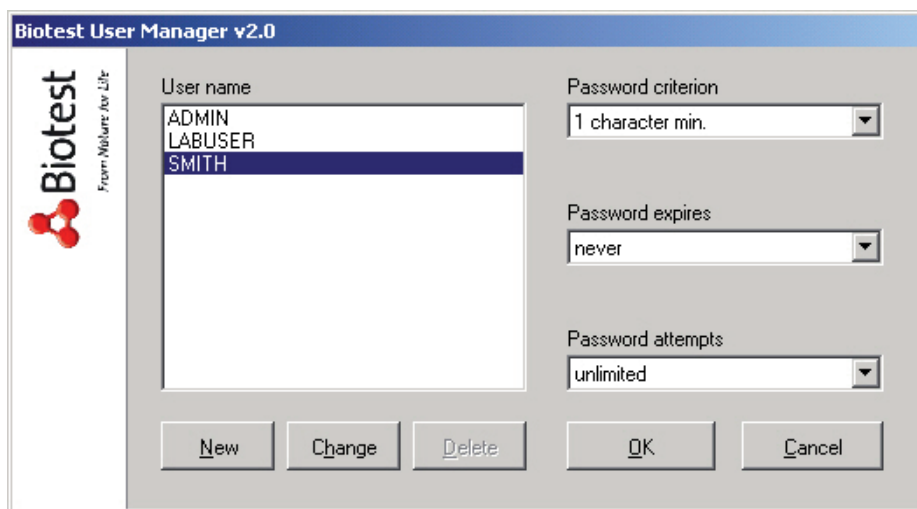 Biotest User Manager v2.0
Biotest
From Nature for Life
User name
ADMIN
LABUSER
SMITH
New
Change
Delete
Password criterion
1 character min.
Password expires
never
Password attempts
unlimited
OK
Cancel